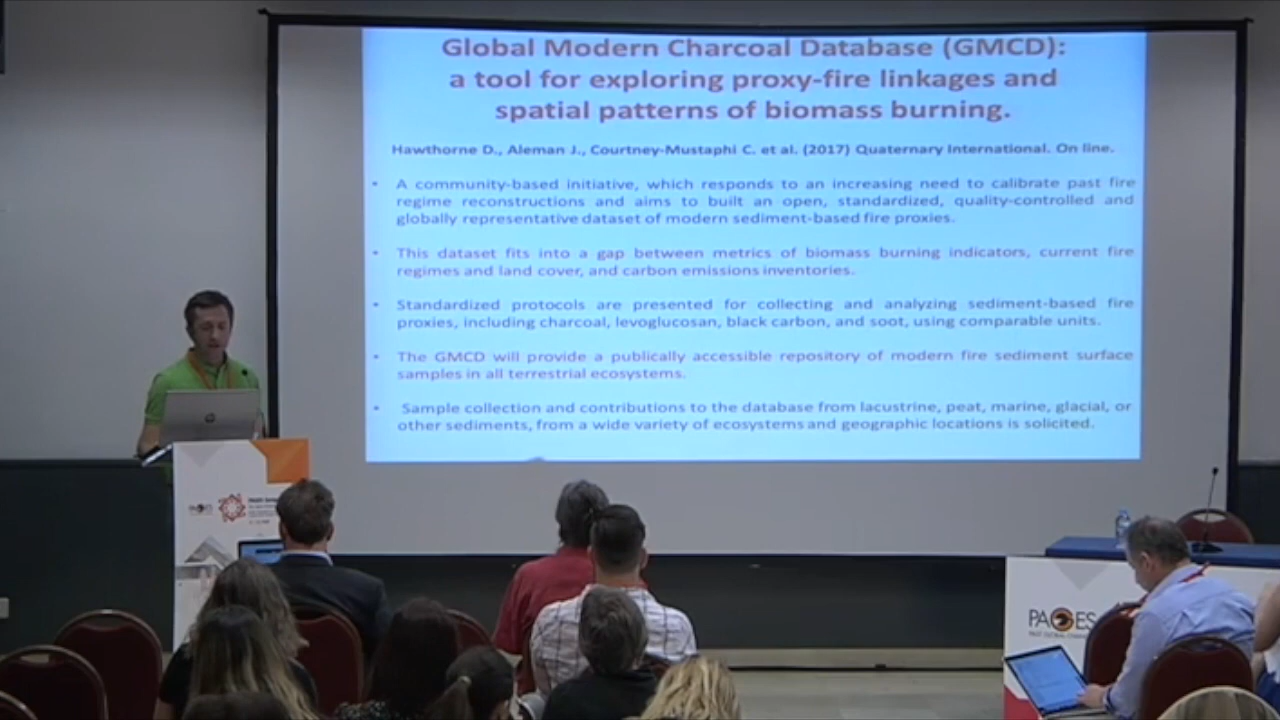 Global Modern Charcoal Database (GMCD):
a tool for exploring proxy-fire linkages and
spatial patterns of biomass burning.
Hawthorne D., Aleman J., Courtney-Mustaphi C. et al. (2017) Quaternary International. On line.
• A community-based initiative, which responds to an increasing need to calibrate past fire
regime reconstructions and aims to built an open, standardized, quality-controlled and
globally representative dataset of modern sediment-based fire proxies.
• This dataset fits into a gap between metrics of biomass burning indicators, current fire
regimes and land cover, and carbon emissions inventories.
• Standardized protocols are presented for collecting and analyzing sediment-based fire
proxies, including charcoal, levoglucosan, black carbon, and soot, using comparable units.
• The GMCD will provide a publically accessible repository of modern fire sediment surface
samples in all terrestrial ecosystems.
• Sample collection and contributions to the database from lacustrine, peat, marine, glacial, or
other sediments, from a wide variety of ecosystems and geographic locations is solicited.
PAGES
PAGES
PAST GLOBAL